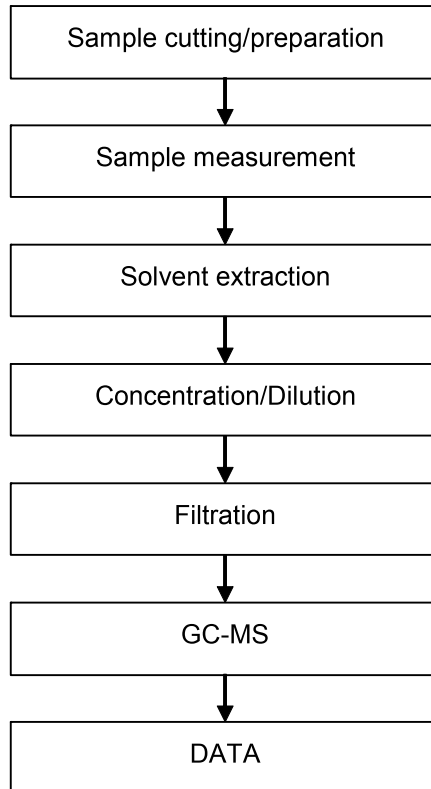 Sample cutting/preparation
Sample measurement
Solvent extraction
Concentration/Dilution
Filtration
GC-MS
DATA